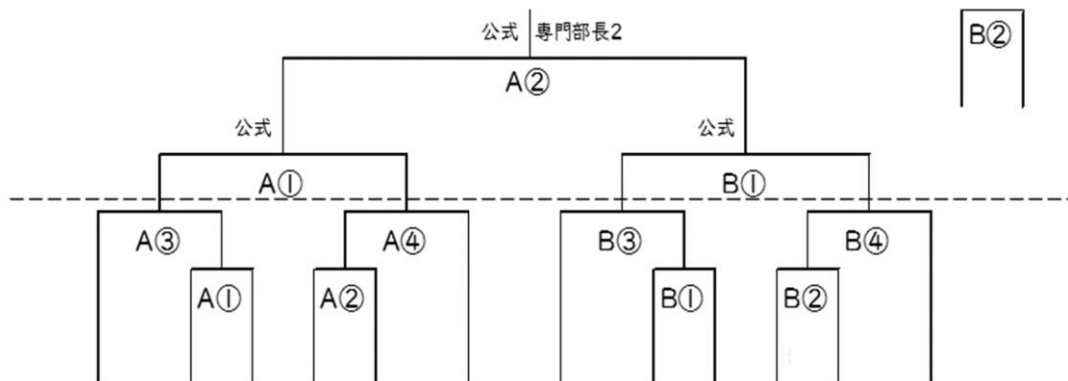 公式 専門部長2
B②
A②
公式 公式
A① B①
A③ A④ B③ B④
A① A② B① B②